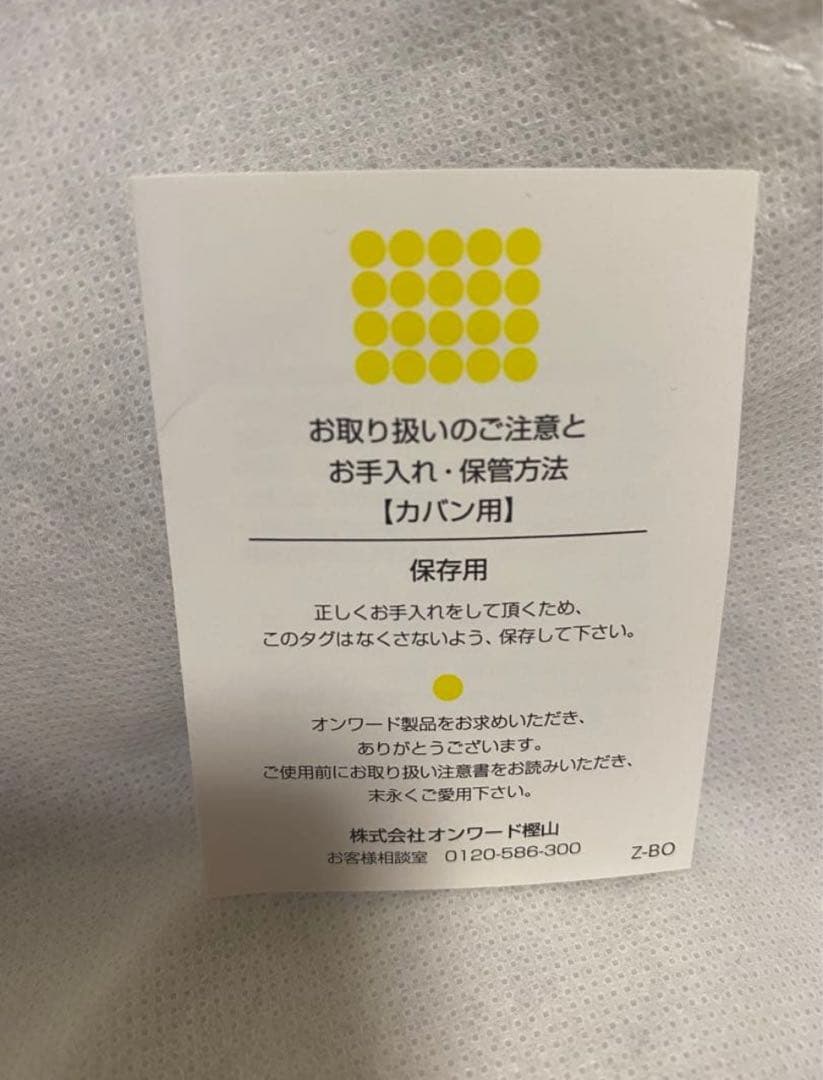 お取り扱いのご注意と
お手入れ・保管方法
【カバン用】
保存用
正しくお手入れをして頂くため、
このタグはなくさないよう、保存して下さい。
オンワード製品をお求めいただき、
ありがとうございます。
ご使用前にお取り扱い注意書をお読みいただき、
末永くご愛用下さい。
株式会社オンワード樫山
お客様相談室　0120-586-300
Z-BO